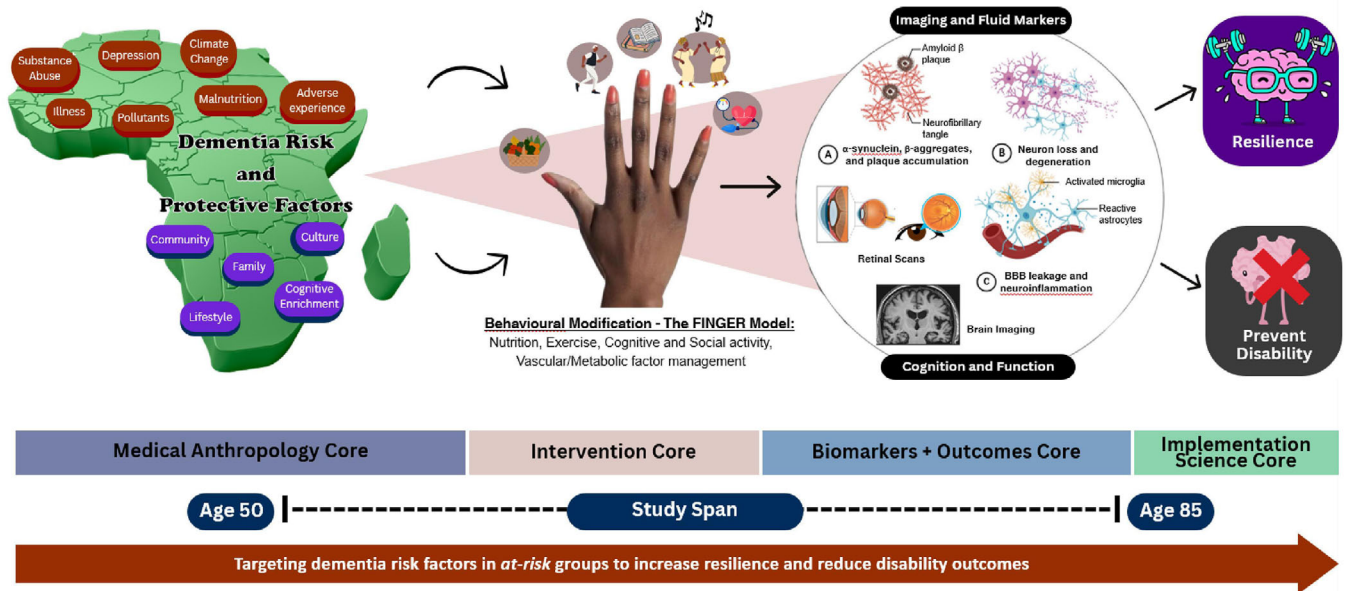 Substance
Abuse
Depression
Climate
Change
Illness
Pollutants
Malnutrition
Adverse
experience
Dementia Risk
and
Protective Factors
Community
Culture
Family
Cognitive
Enrichment
Lifestyle
Behavioural Modification - The FINGER Model:
Nutrition, Exercise, Cognitive and Social activity,
Vascular/Metabolic factor management
Imaging and Fluid Markers
Amyloid β
plaque
Neurofibrillary
tangle
A α-synuclein, β-aggregates,
and plaque accumulation
B Neuron loss and
degeneration
Activated microglia
Reactive
astrocytes
Retinal Scans
C BBB leakage and
neuroinflammation
Brain Imaging
Cognition and Function
Resilience
Prevent
Disability
Medical Anthropology Core
Intervention Core
Biomarkers + Outcomes Core
Implementation
Science Core
Age 50
Study Span
Age 85
Targeting dementia risk factors in at-risk groups to increase resilience and reduce disability outcomes